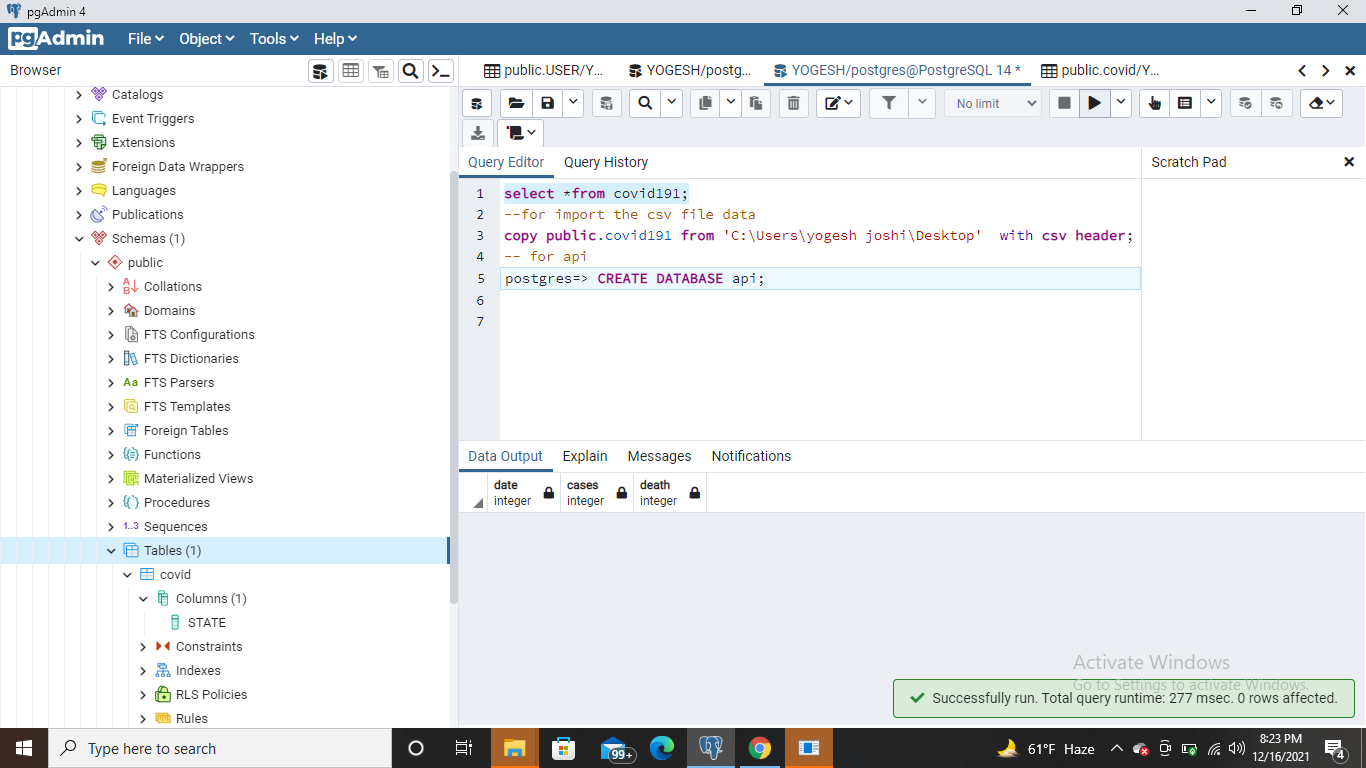 pgAdmin 4
pgAdmin File Object Tools Help
Browser
public.USER/Y... YOGESH/postg... YOGESH/postgres@PostgreSQL 14 * public.covid/Y...
No limit
Query Editor Query History Scratch Pad
1 select *from covid191;
2 --for import the csv file data
3 copy public.covid191 from 'C:\Users\yogesh joshi\Desktop'  with csv header;
4 -- for api
5 postgres=> CREATE DATABASE api;
6
7
Catalogs
Event Triggers
Extensions
Foreign Data Wrappers
Languages
Publications
Schemas (1)
public
Collations
Domains
FTS Configurations
FTS Dictionaries
Aa FTS Parsers
FTS Templates
Foreign Tables
Functions
Materialized Views
Procedures
1..3 Sequences
Tables (1)
covid
Columns (1)
STATE
Constraints
Indexes
RLS Policies
Rules
Data Output Explain Messages Notifications
date cases death
integer integer integer
Activate Windows
Go to Settings to activate Windows.
Successfully run. Total query runtime: 277 msec. 0 rows affected.
Type here to search
99+
61°F Haze
8:23 PM
12/16/2021
4